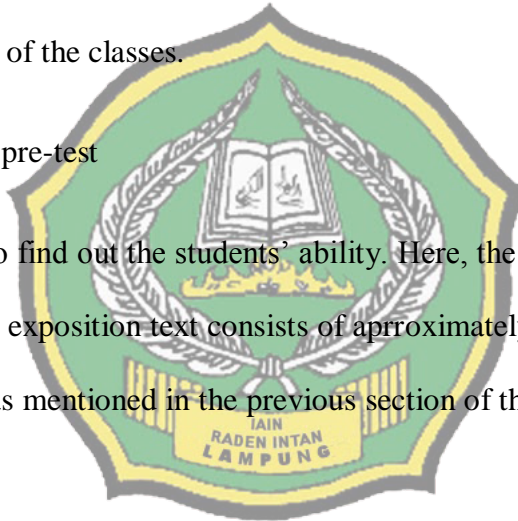 of the classes.
pre-test
o find out the students’ ability. Here, the
exposition text consists of aprroximately
s mentioned in the previous section of th
IAIN
RADEN INTAN
LAMPUNG